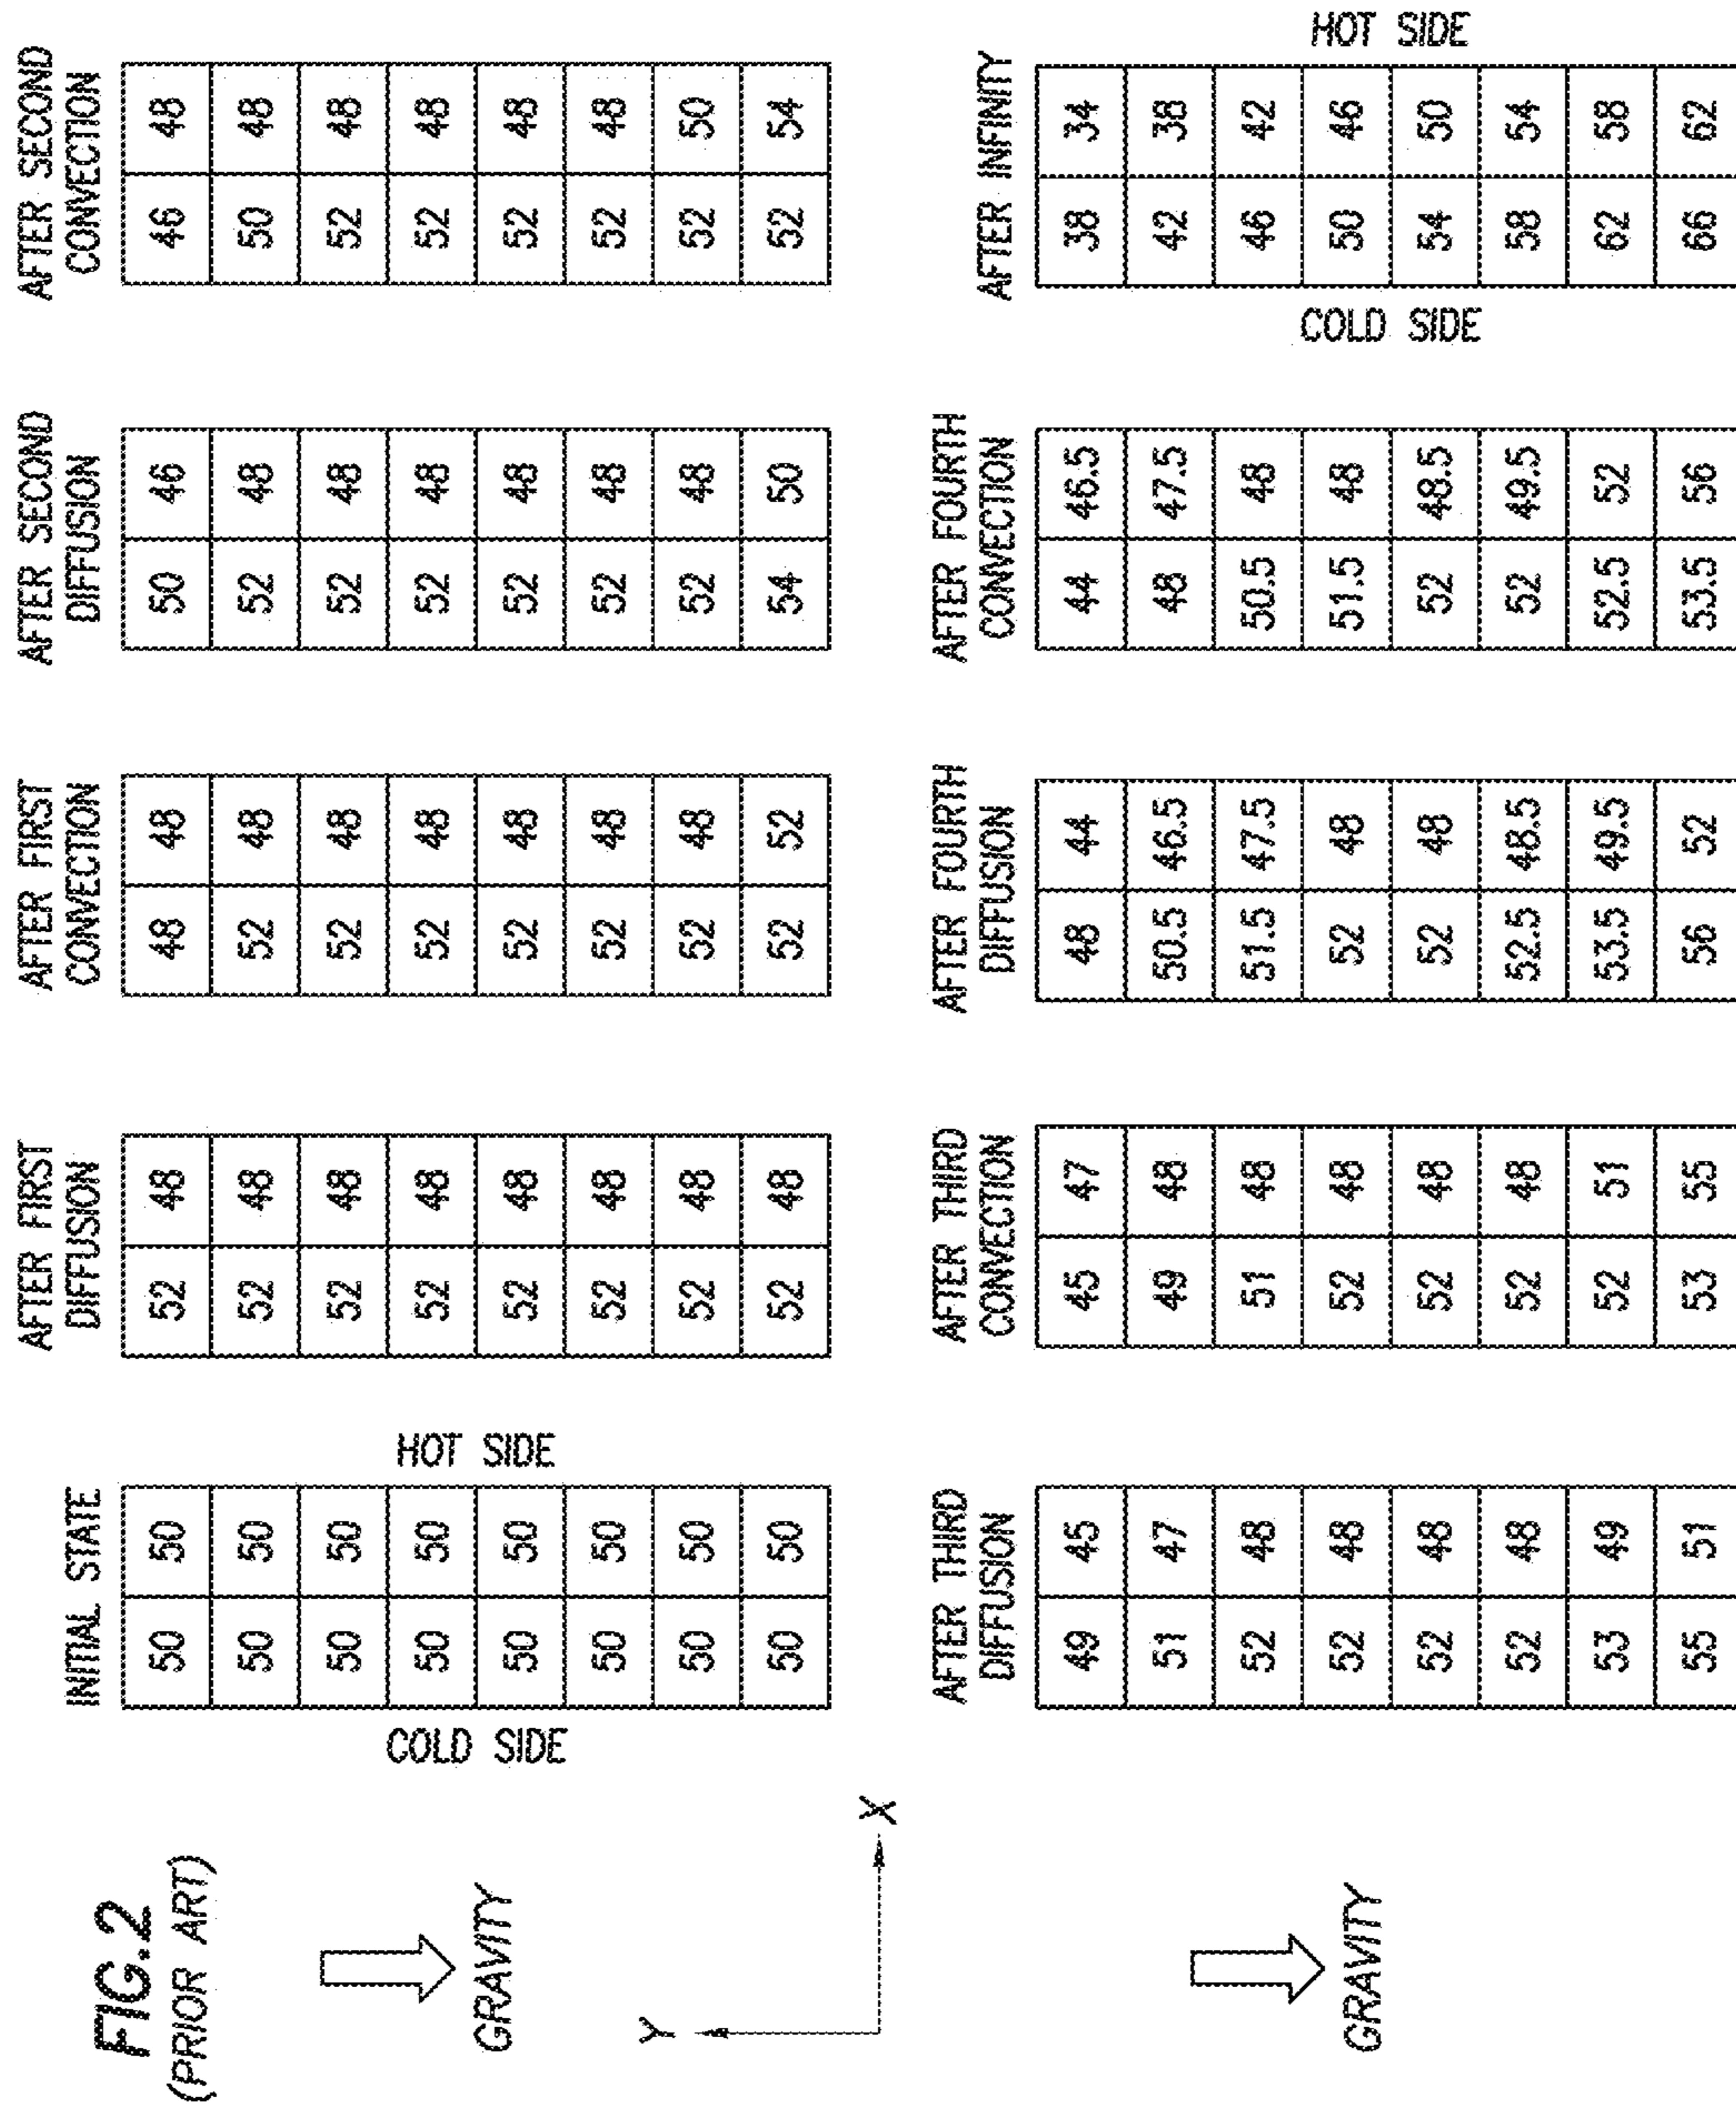 FIG.2
(PRIOR ART)
GRAVITY
Y
X
INITIAL STATE
COLD SIDE
50 50
50 50
50 50
50 50
50 50
50 50
50 50
50 50
HOT SIDE
AFTER FIRST
DIFFUSION
52 48
52 48
52 48
52 48
52 48
52 48
52 48
52 48
AFTER FIRST
CONVECTION
48 48
52 48
52 48
52 48
52 48
52 48
52 48
52 52
AFTER SECOND
DIFFUSION
50 46
52 48
52 48
52 48
52 48
52 48
52 48
54 50
AFTER SECOND
CONVECTION
46 48
50 48
52 48
52 48
52 48
52 48
52 50
52 54
GRAVITY
AFTER THIRD
DIFFUSION
49 45
51 47
52 48
52 48
52 48
52 48
53 49
55 51
AFTER THIRD
CONVECTION
45 47
49 48
51 48
52 48
52 48
52 48
52 51
53 55
AFTER FOURTH
DIFFUSION
48 44
50.5 46.5
51.5 47.5
52 48
52 48
52.5 48.5
53.5 49.5
56 52
AFTER FOURTH
CONVECTION
44 46.5
48 47.5
50.5 48
51.5 48
52 48.5
52 49.5
52.5 52
53.5 56
AFTER INFINITY
COLD SIDE
38 34
42 38
46 42
50 46
54 50
58 54
62 58
66 62
HOT SIDE